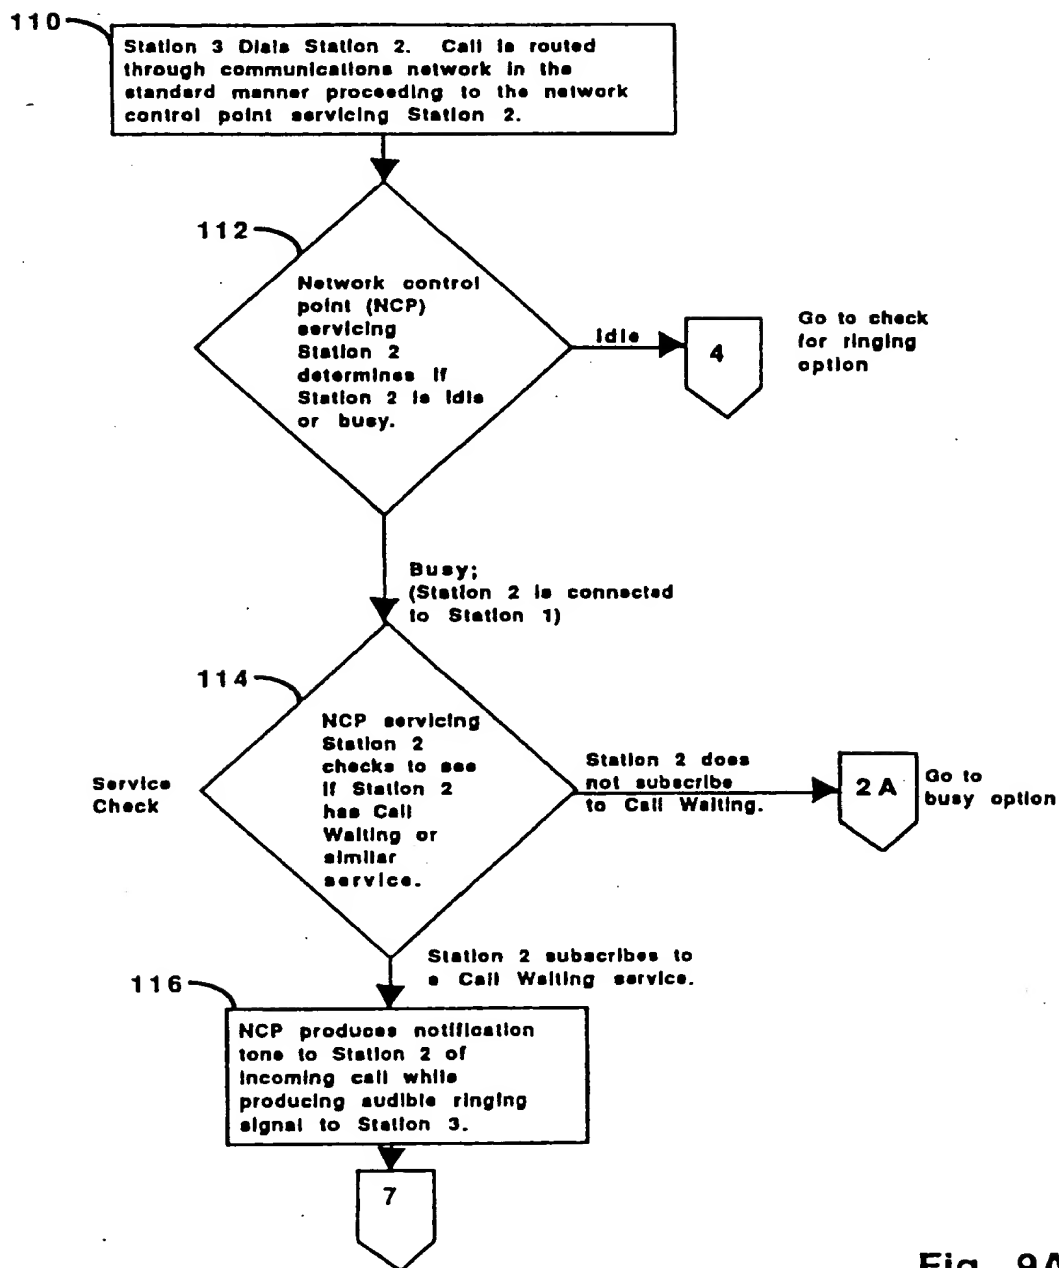 110
Station 3 Dials Station 2. Call is routed
through communications network in the
standard manner proceeding to the network
control point servicing Station 2.
112
Network control
point (NCP)
servicing
Station 2
determines if
Station 2 is idle
or busy.
Idle
4
Go to check
for ringing
option
Busy;
(Station 2 is connected
to Station 1)
114
Service
Check
NCP servicing
Station 2
checks to see
if Station 2
has Call
Waiting or
similar
service.
Station 2 does
not subscribe
to Call Waiting.
2A
Go to
busy option
Station 2 subscribes to
a Call Waiting service.
116
NCP produces notification
tone to Station 2 of
incoming call while
producing audible ringing
signal to Station 3.
7
Fig. 9A